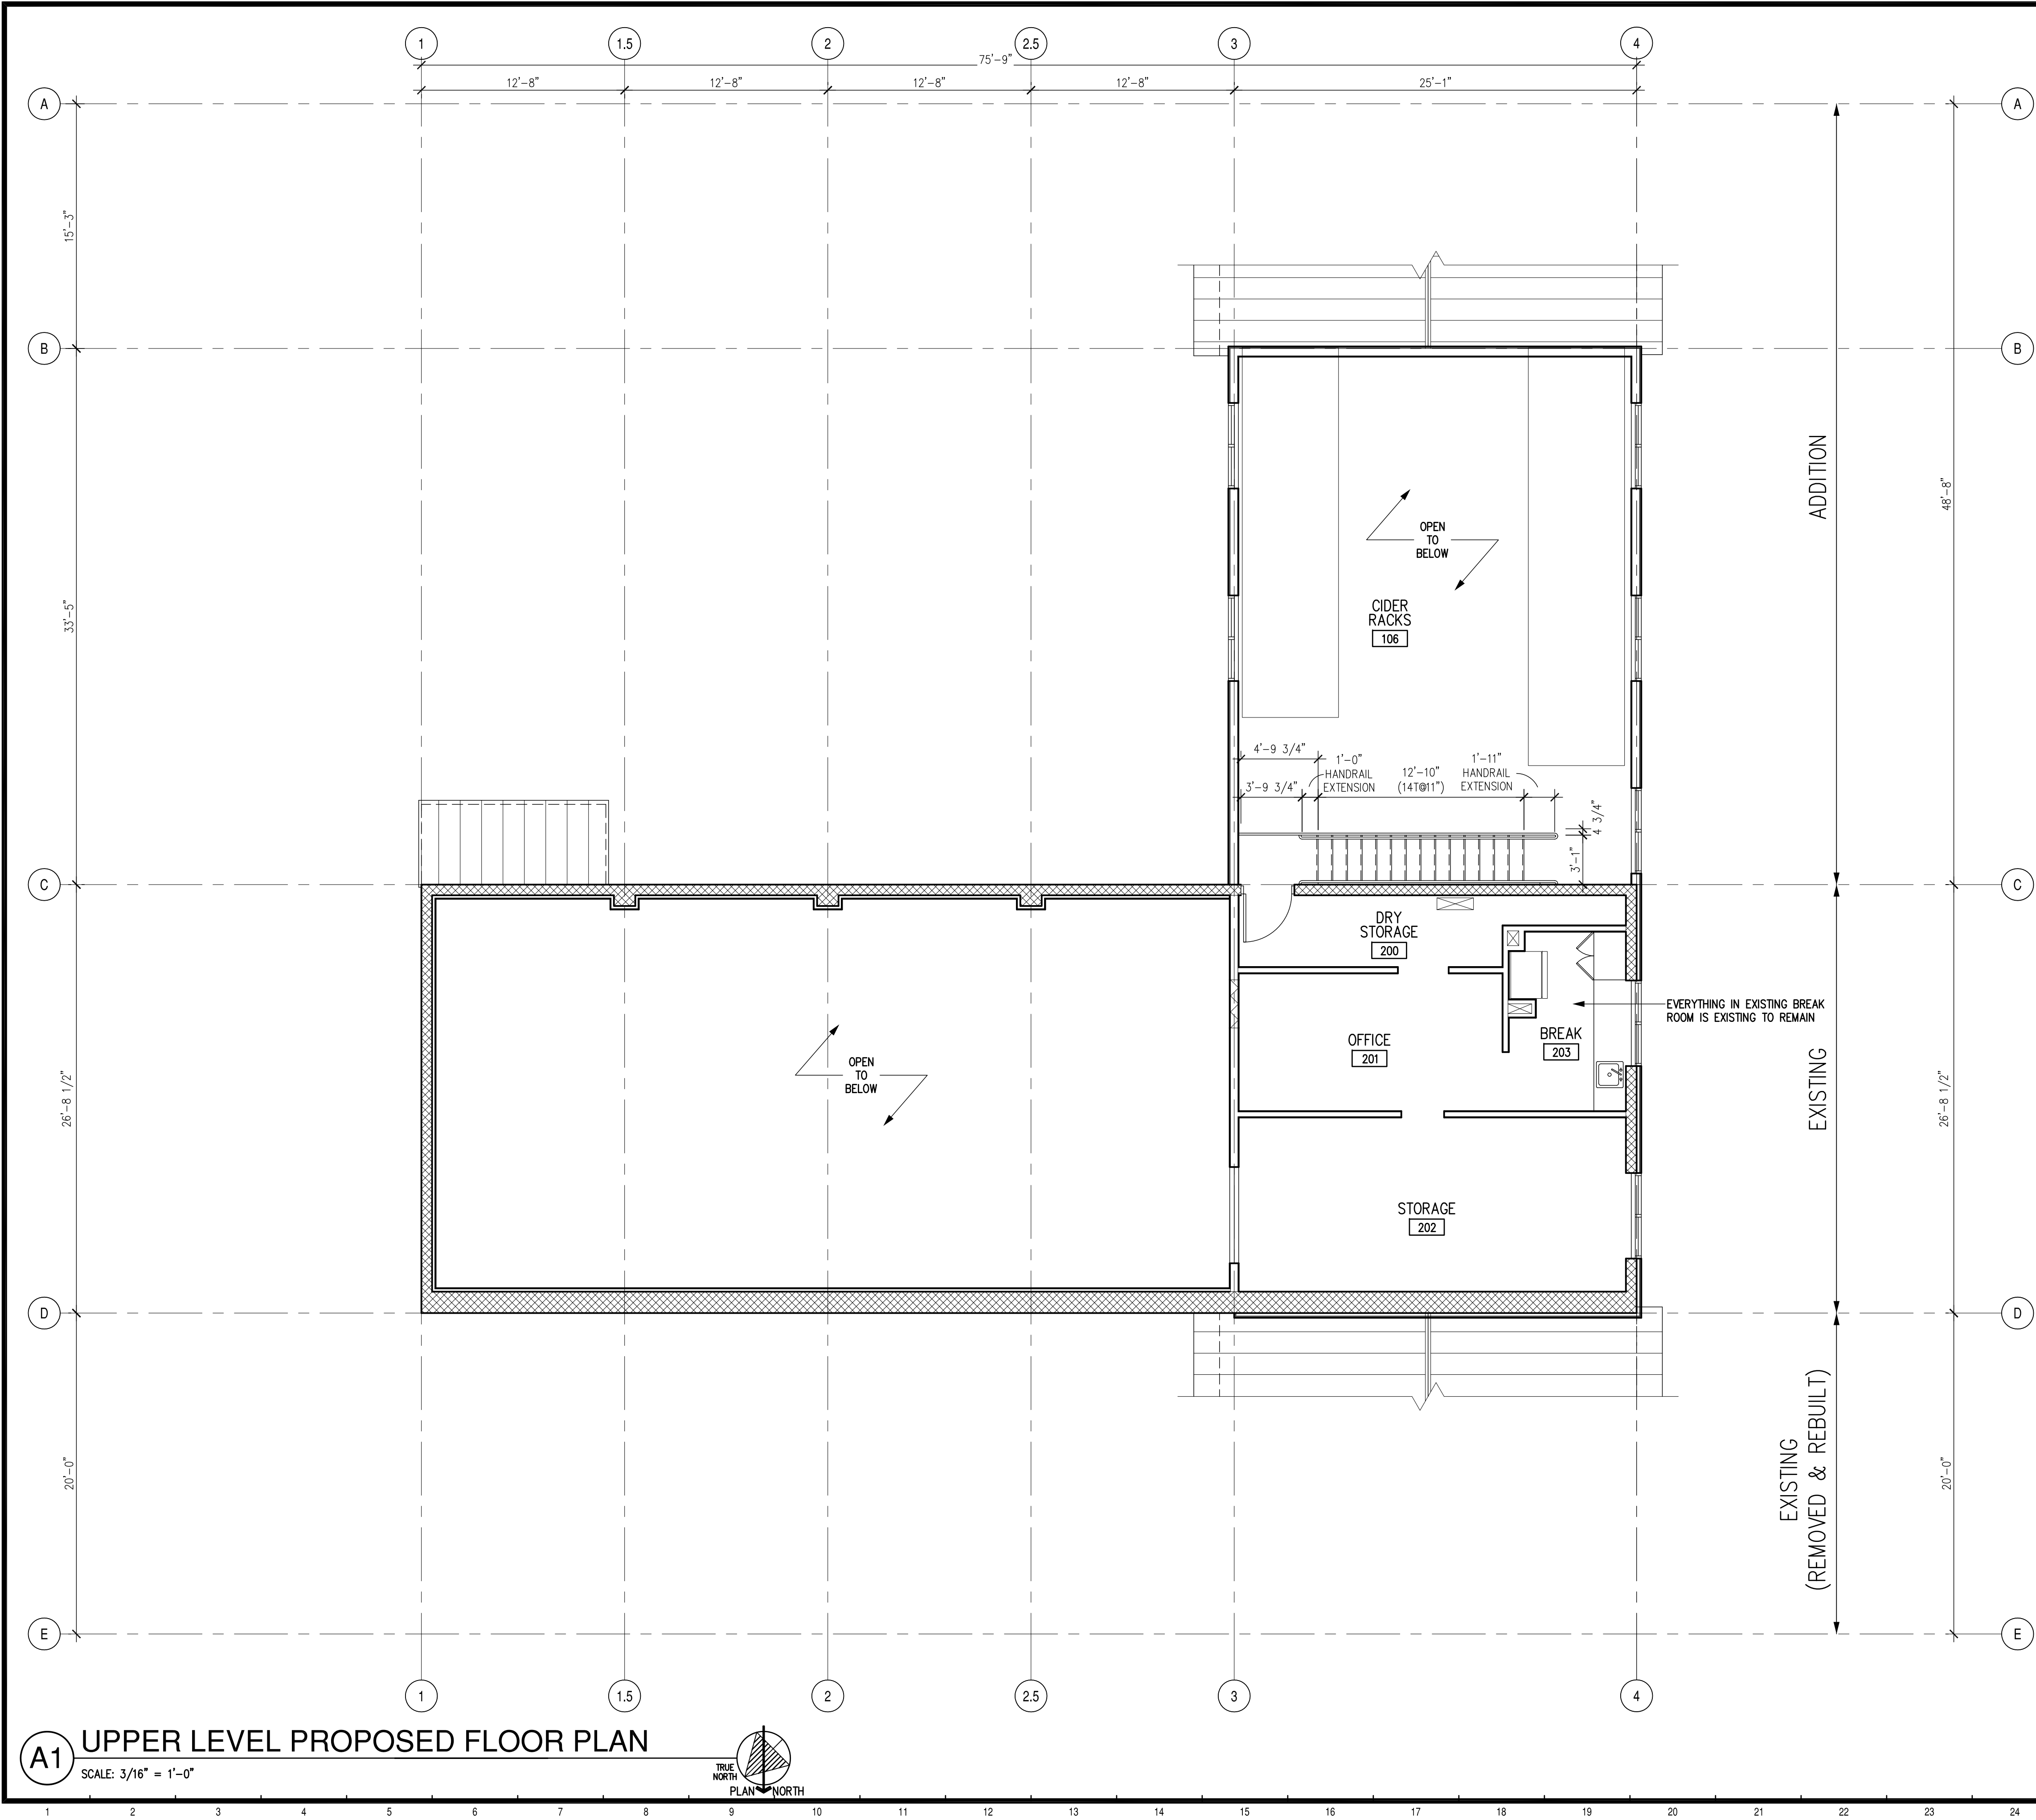 1 1.5 2 2.5 3 4
75'-9"
12'-8" 12'-8" 12'-8" 12'-8" 25'-1"
A A
15'-3"
B B
ADDITION
48'-8"
OPEN
TO
BELOW
33'-5"
CIDER
RACKS
106
4'-9 3/4"
1'-0"
HANDRAIL
EXTENSION
12'-10"
(14T@11")
1'-11"
HANDRAIL
EXTENSION
3'-9 3/4"
4 3/4"
3'-1"
C C
DRY
STORAGE
200
EVERYTHING IN EXISTING BREAK
ROOM IS EXISTING TO REMAIN
OFFICE
201
BREAK
203
OPEN
TO
BELOW
26'-8 1/2"
EXISTING
26'-8 1/2"
STORAGE
202
D D
20'-0"
EXISTING
(REMOVED & REBUILT)
20'-0"
E E
1 1.5 2 2.5 3 4
A1
UPPER LEVEL PROPOSED FLOOR PLAN
SCALE: 3/16" = 1'-0"
TRUE
NORTH
PLAN NORTH
1 2 3 4 5 6 7 8 9 10 11 12 13 14 15 16 17 18 19 20 21 22 23 24